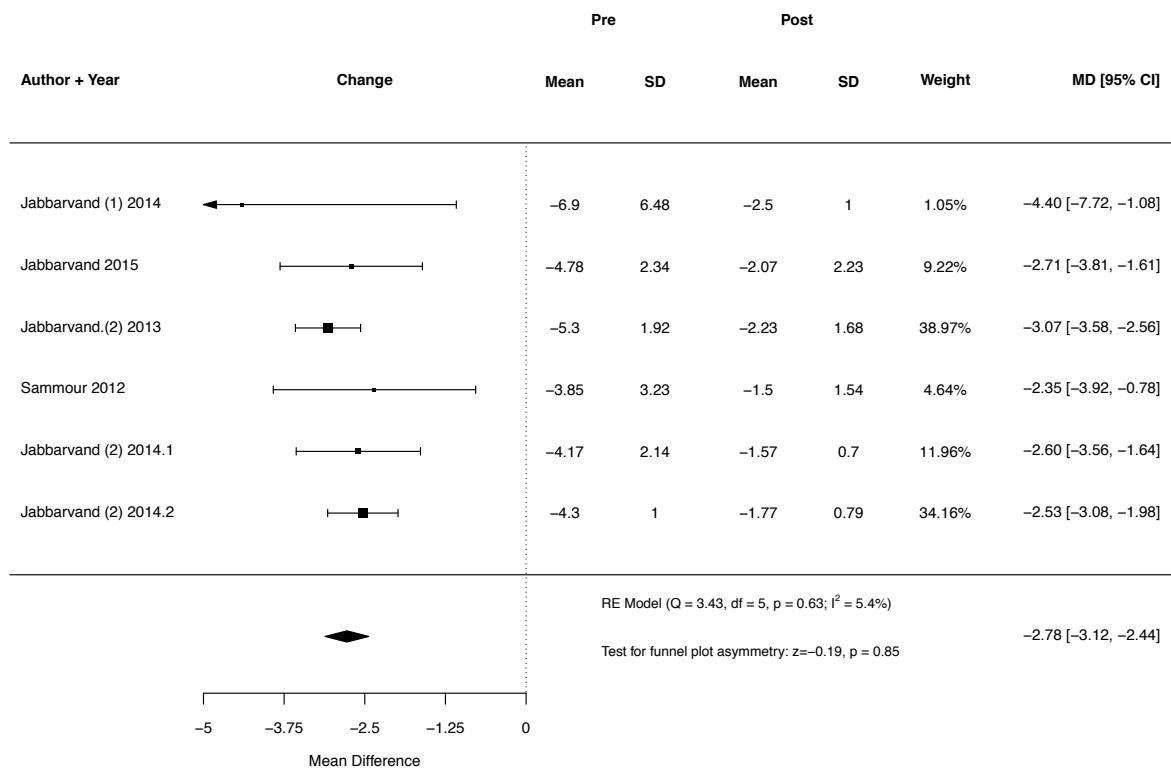 Pre Post
Author + Year Change Mean SD Mean SD Weight MD [95% CI]
Jabbarvand (1) 2014 −6.9 6.48 −2.5 1 1.05% −4.40 [−7.72, −1.08]
Jabbarvand 2015 −4.78 2.34 −2.07 2.23 9.22% −2.71 [−3.81, −1.61]
Jabbarvand.(2) 2013 −5.3 1.92 −2.23 1.68 38.97% −3.07 [−3.58, −2.56]
Sammour 2012 −3.85 3.23 −1.5 1.54 4.64% −2.35 [−3.92, −0.78]
Jabbarvand (2) 2014.1 −4.17 2.14 −1.57 0.7 11.96% −2.60 [−3.56, −1.64]
Jabbarvand (2) 2014.2 −4.3 1 −1.77 0.79 34.16% −2.53 [−3.08, −1.98]
RE Model (Q = 3.43, df = 5, p = 0.63; I² = 5.4%)
−2.78 [−3.12, −2.44]
Test for funnel plot asymmetry: z=−0.19, p = 0.85
−5 −3.75 −2.5 −1.25 0
Mean Difference